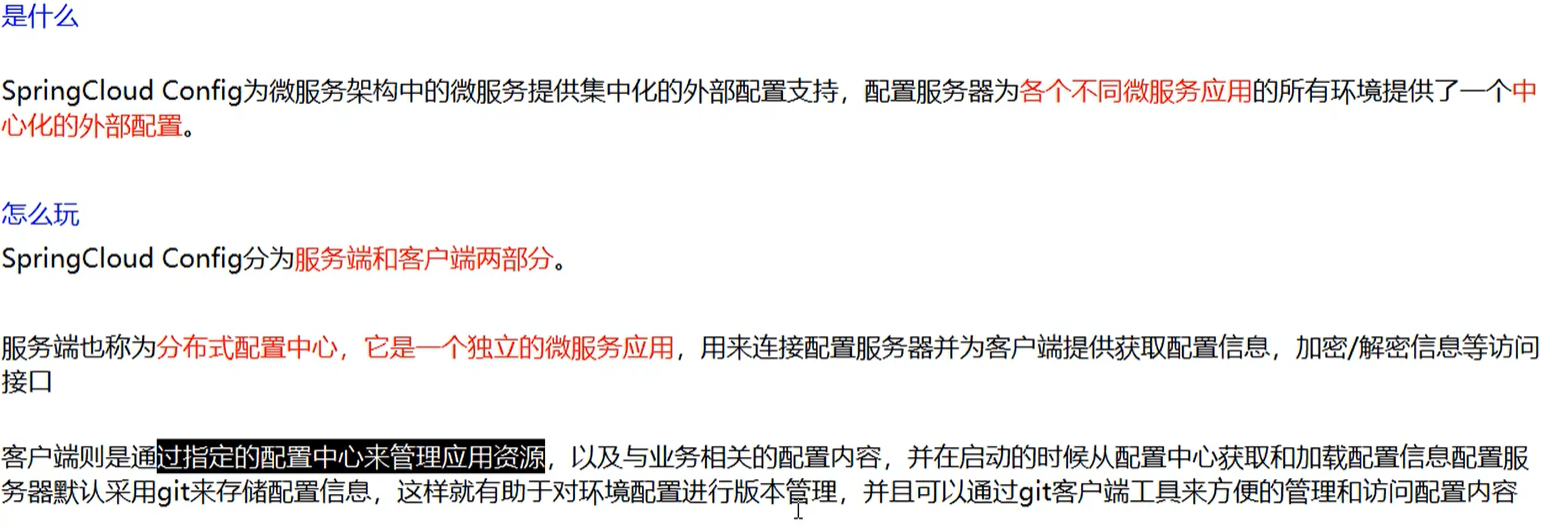 是什么
SpringCloud Config为微服务架构中的微服务提供集中化的外部配置支持，配置服务器为各个不同微服务应用的所有环境提供了一个中
心化的外部配置。
怎么玩
SpringCloud Config分为服务端和客户端两部分。
服务端也称为分布式配置中心，它是一个独立的微服务应用，用来连接配置服务器并为客户端提供获取配置信息，加密/解密信息等访问
接口
客户端则是通过指定的配置中心来管理应用资源，以及与业务相关的配置内容，并在启动的时候从配置中心获取和加载配置信息配置服
务器默认采用git来存储配置信息，这样就有助于对环境配置进行版本管理，并且可以通过git客户端工具来方便的管理和访问配置内容